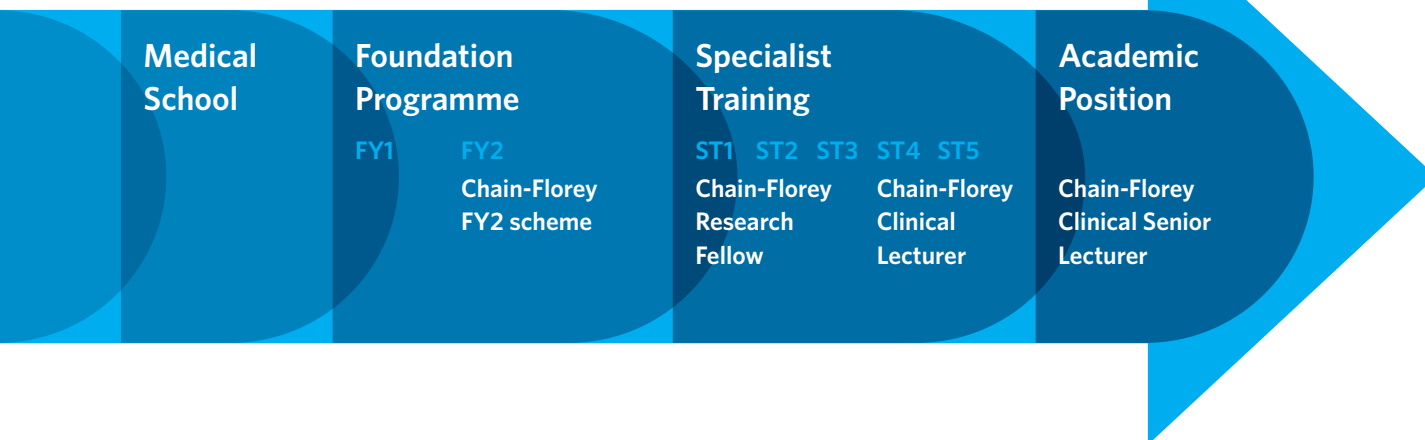 Medical
School
Foundation
Programme
FY1 FY2
Chain-Florey
FY2 scheme
Specialist
Training
ST1 ST2 ST3 ST4 ST5
Chain-Florey
Research
Fellow
Chain-Florey
Clinical
Lecturer
Academic
Position
Chain-Florey
Clinical Senior
Lecturer